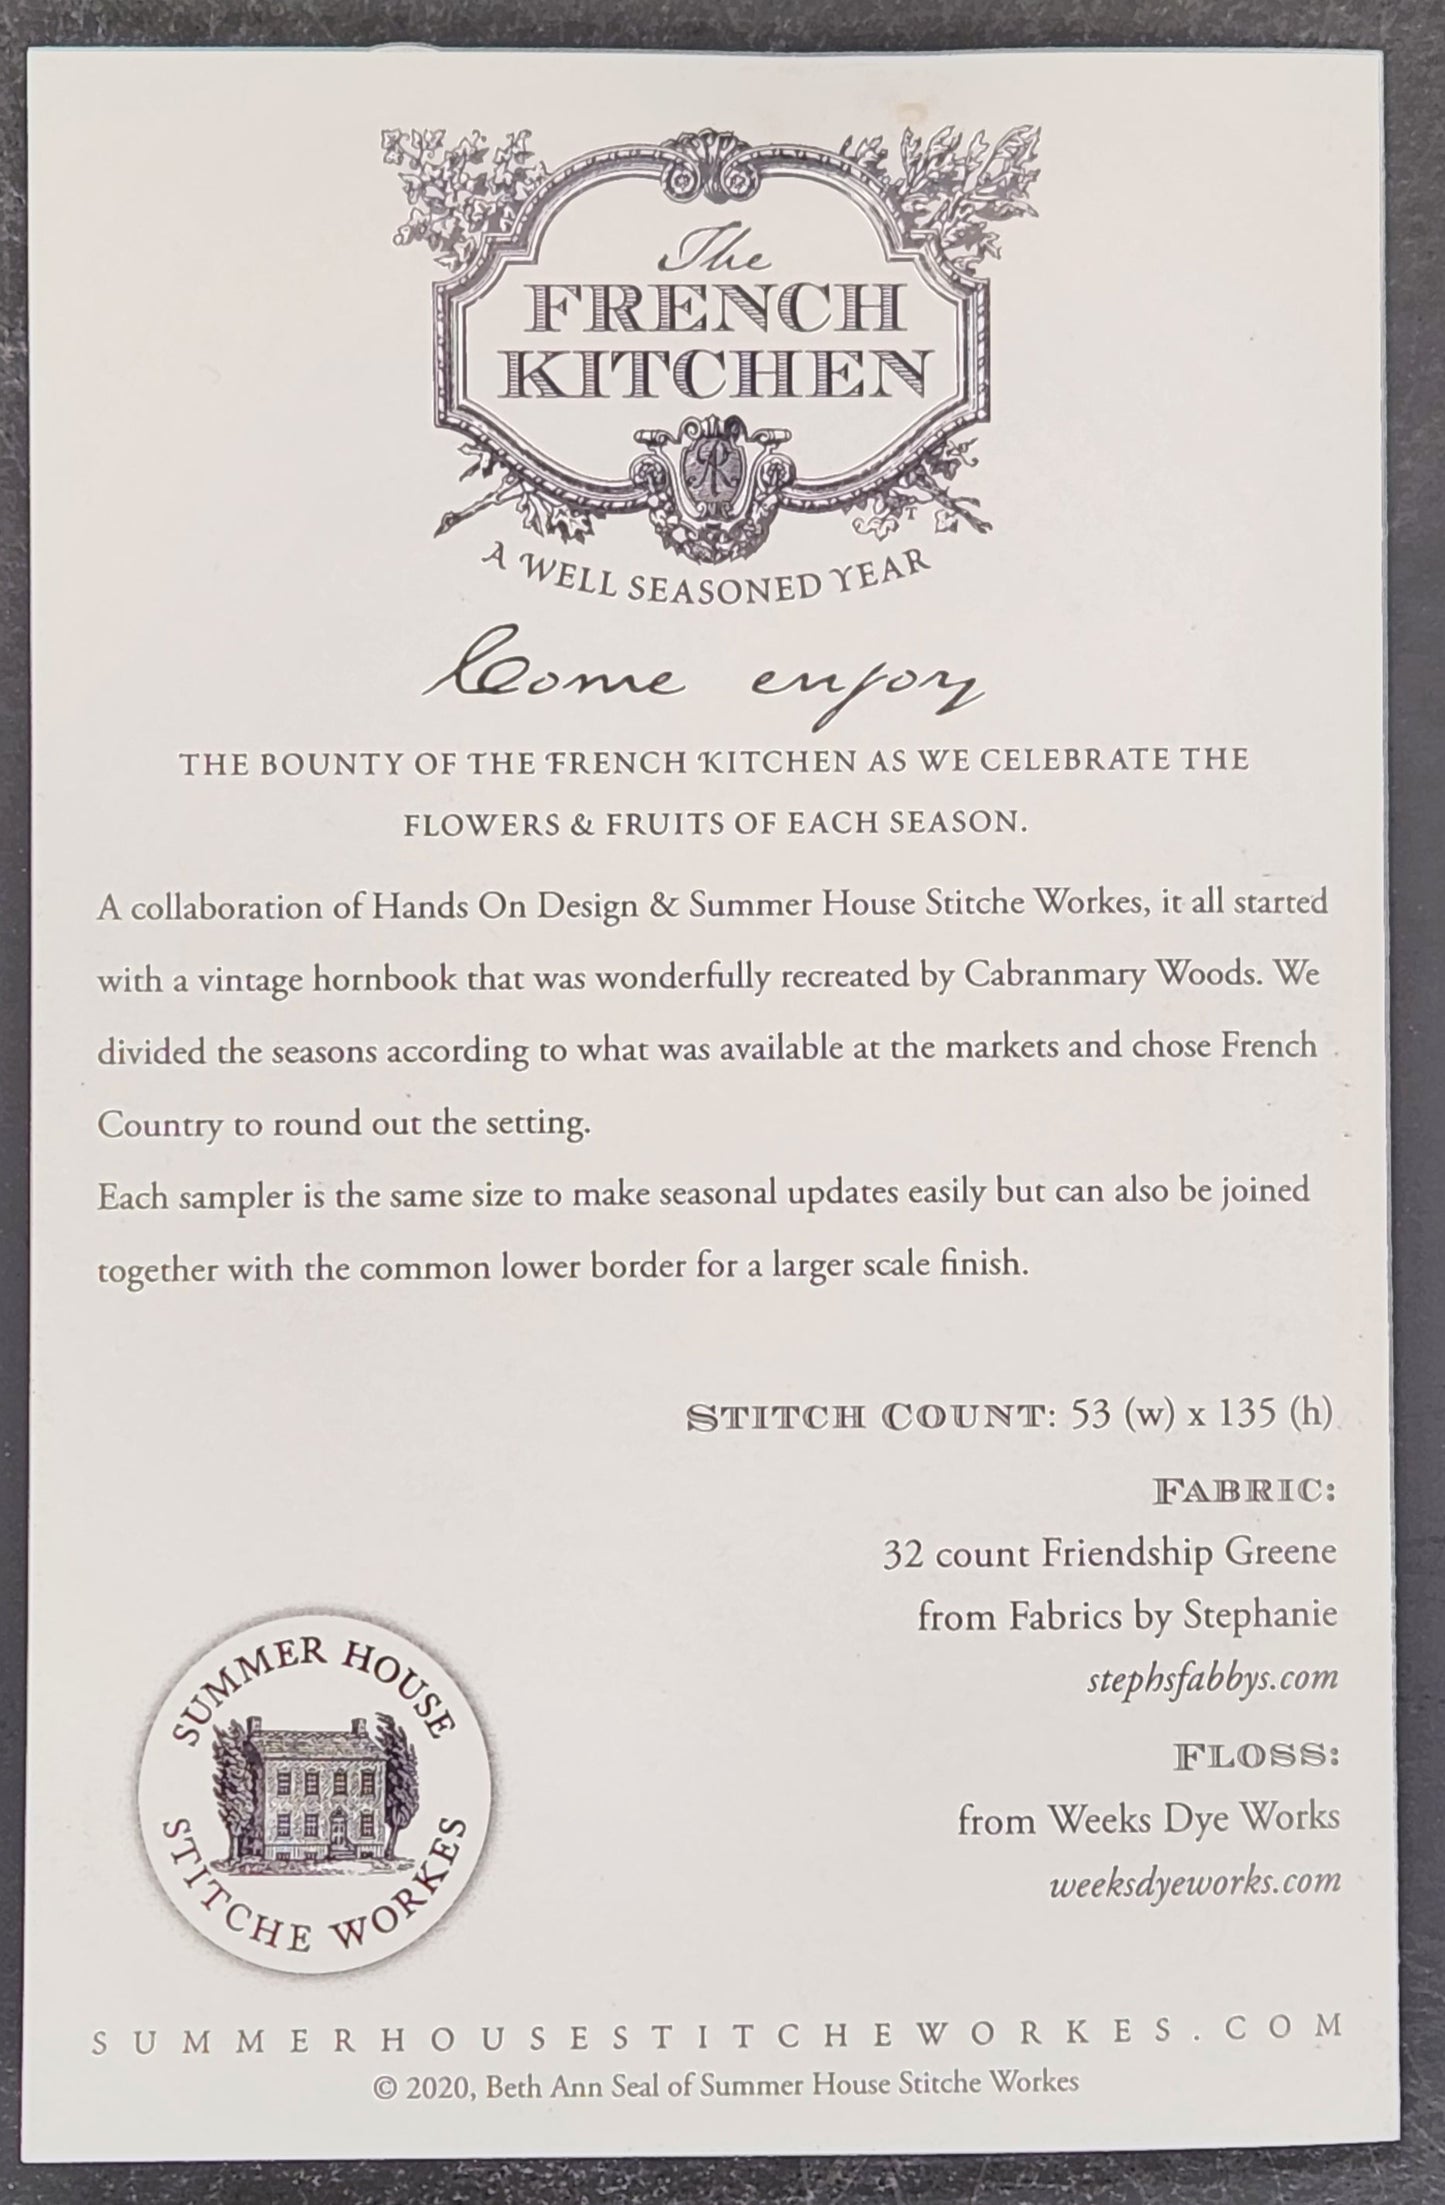 The
FRENCH
KITCHEN
A WELL SEASONED YEAR
Come enjoy
THE BOUNTY OF THE FRENCH KITCHEN AS WE CELEBRATE THE
FLOWERS & FRUITS OF EACH SEASON.
A collaboration of Hands On Design & Summer House Stitche Workes, it all started
with a vintage hornbook that was wonderfully recreated by Cabranmary Woods. We
divided the seasons according to what was available at the markets and chose French
Country to round out the setting.
Each sampler is the same size to make seasonal updates easily but can also be joined
together with the common lower border for a larger scale finish.
STITCH COUNT: 53 (w) x 135 (h)
FABRIC:
32 count Friendship Greene
from Fabrics by Stephanie
stephsfabbys.com
FLOSS:
from Weeks Dye Works
weeksdyeworks.com
SUMMER HOUSE
STITCHE WORKES
SUMMERHOUSESTITCHEWORKES.COM
© 2020, Beth Ann Seal of Summer House Stitche Workes